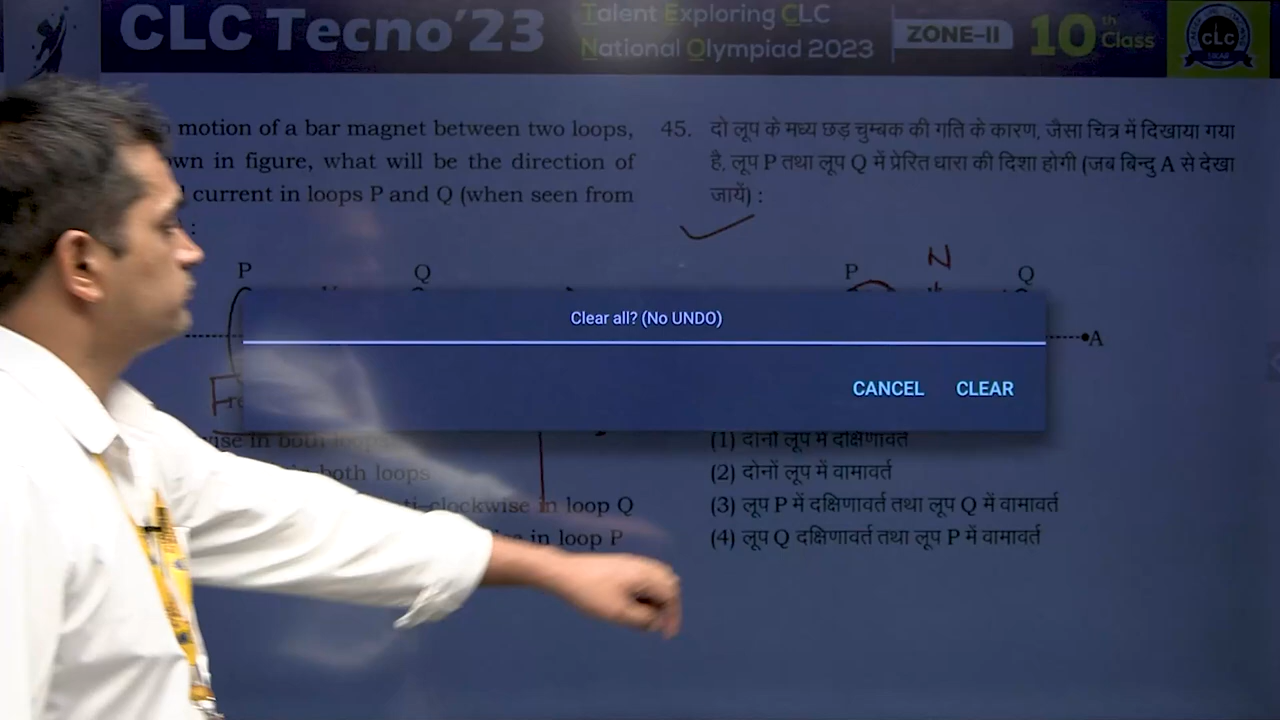 CLC Tecno'23
Talent Exploring CLC
National Olympiad 2023
ZONE-II
10th Class
CLC
motion of a bar magnet between two loops,
in figure, what will be the direction of
current in loops P and Q (when seen from
:
P
Q
45. दो लूप के मध्य छड़ चुम्बक की गति के कारण, जैसा चित्र में दिखाया गया
है, लूप P तथा लूप Q में प्रेरित धारा की दिशा होगी (जब बिन्दु A से देखा
जायें) :
P
N
Q
A
Clear all? (No UNDO)
CANCEL CLEAR
in both loops
both loops
in loop Q
in loop P
(1) दोनों लूप में दक्षिणावर्त
(2) दोनों लूप में वामावर्त
(3) लूप P में दक्षिणावर्त तथा लूप Q में वामावर्त
(4) लूप Q दक्षिणावर्त तथा लूप P में वामावर्त